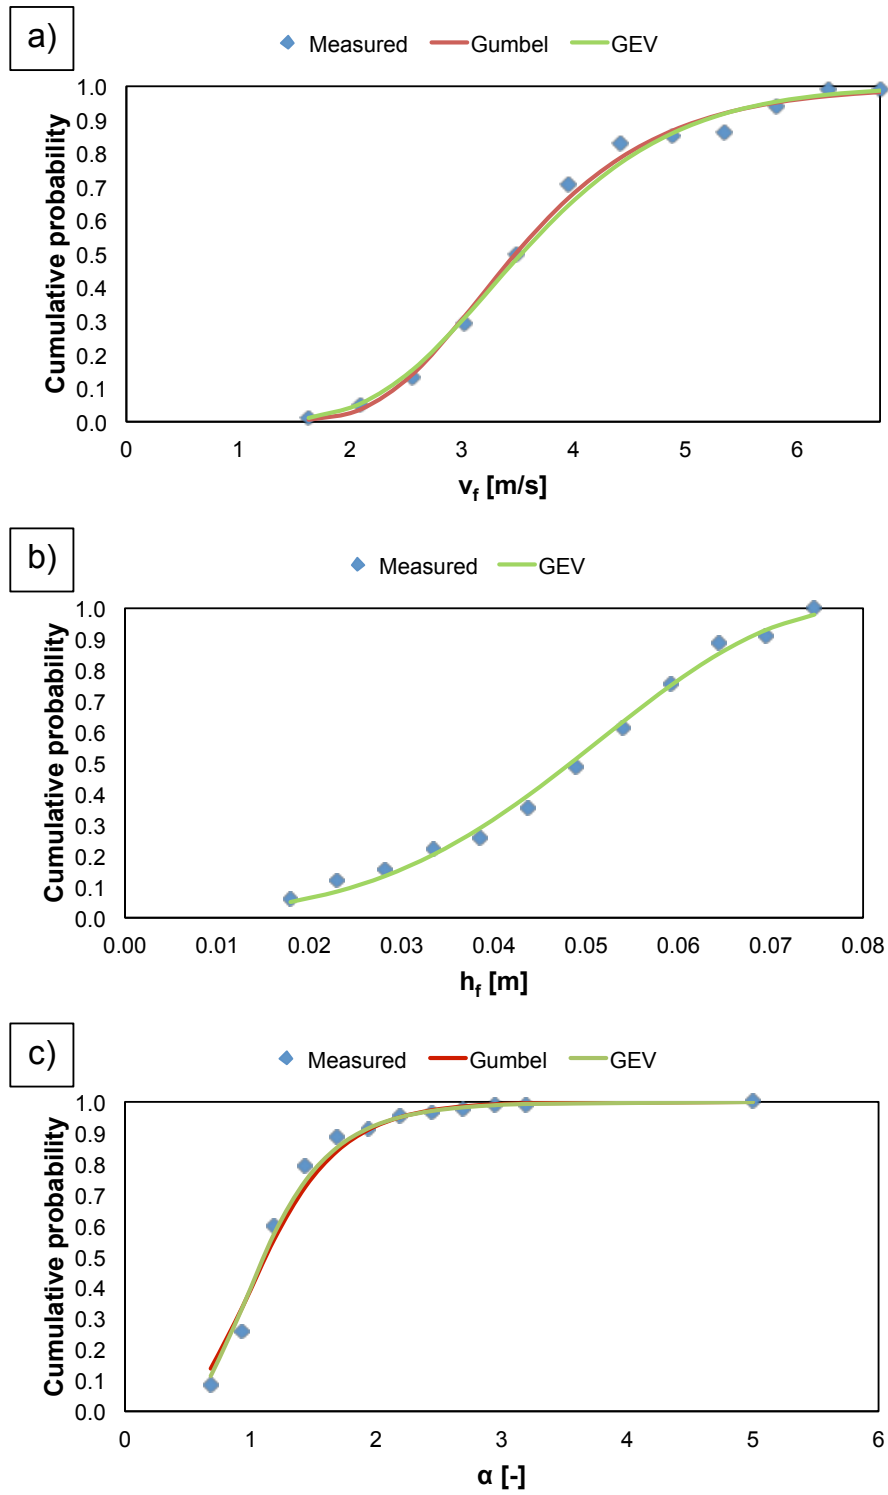 a)
Measured Gumbel GEV
1.0
0.9
0.8
0.7
0.6
0.5
0.4
0.3
0.2
0.1
0.0
Cumulative probability
0 1 2 3 4 5 6
v_f [m/s]
b)
Measured GEV
1.0
0.9
0.8
0.7
0.6
0.5
0.4
0.3
0.2
0.1
0.0
Cumulative probability
0.00 0.01 0.02 0.03 0.04 0.05 0.06 0.07 0.08
h_f [m]
c)
Measured Gumbel GEV
1.0
0.9
0.8
0.7
0.6
0.5
0.4
0.3
0.2
0.1
0.0
Cumulative probability
0 1 2 3 4 5 6
α [-]